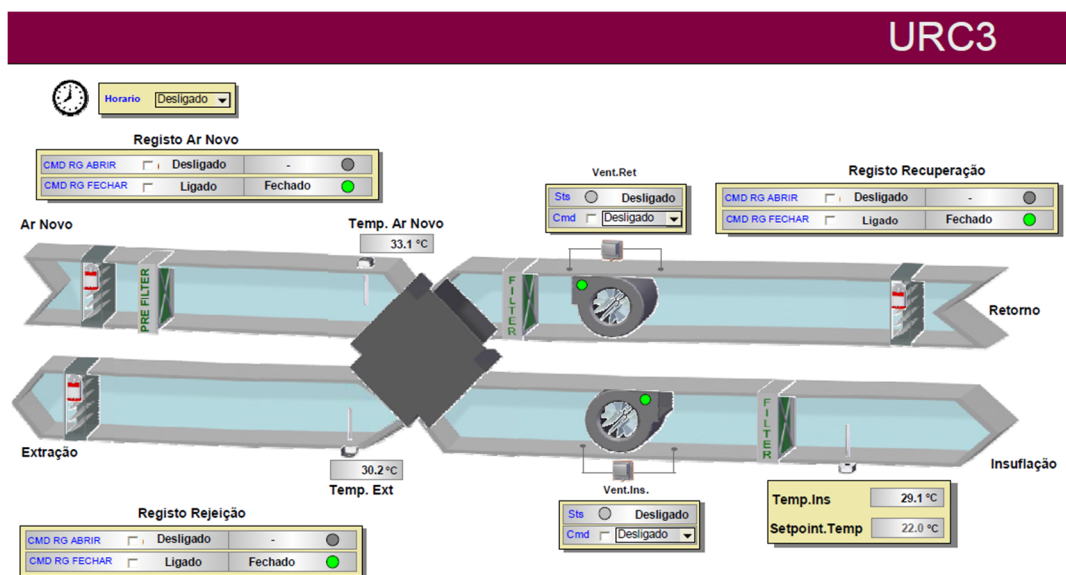 URC3
Horario Desligado
Registo Ar Novo
CMD RG ABRIR Desligado -
CMD RG FECHAR Ligado Fechado
Vent.Ret
Sts Desligado
Cmd Desligado
Registo Recuperação
CMD RG ABRIR Desligado -
CMD RG FECHAR Ligado Fechado
Ar Novo
Temp. Ar Novo
33.1 °C
PRE FILTER
FILTER
Retorno
Extração
30.2 °C
Temp. Ext
FILTER
Insuflação
Vent.Ins.
Sts Desligado
Cmd Desligado
Temp.Ins 29.1 °C
Setpoint.Temp 22.0 °C
Registo Rejeição
CMD RG ABRIR Desligado -
CMD RG FECHAR Ligado Fechado